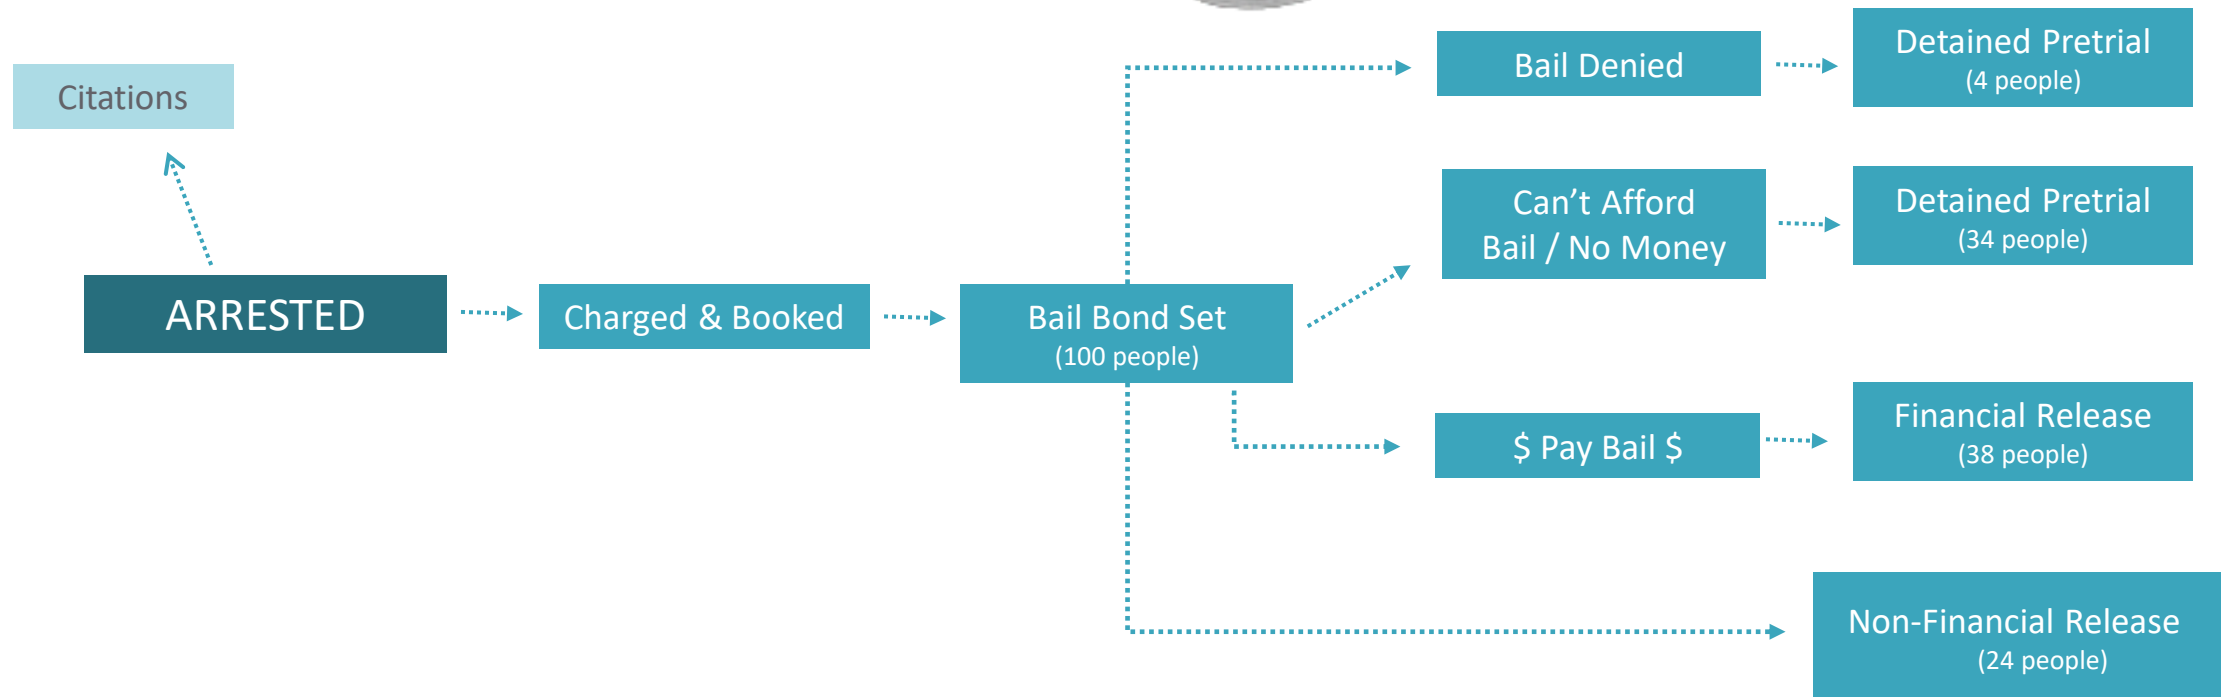 Citations
ARRESTED
Charged & Booked
Bail Bond Set
(100 people)
Bail Denied
Detained Pretrial
(4 people)
Can’t Afford
Bail / No Money
Detained Pretrial
(34 people)
$ Pay Bail $
Financial Release
(38 people)
Non-Financial Release
(24 people)